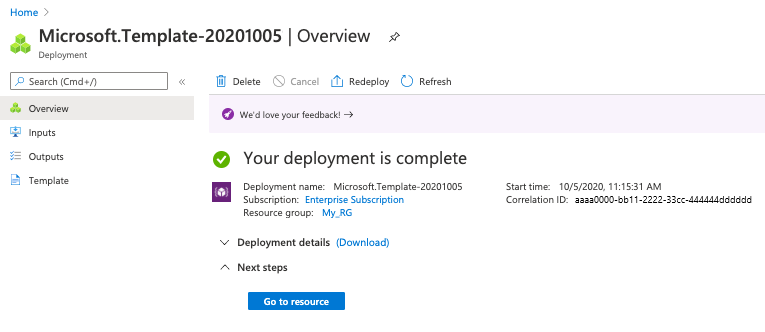 Home >
Microsoft.Template-20201005 | Overview
Deployment
Search (Cmd+/) «
Overview
Inputs
Outputs
Template
Delete Cancel Redeploy Refresh
We'd love your feedback! →
Your deployment is complete
Deployment name: Microsoft.Template-20201005 Start time: 10/5/2020, 11:15:31 AM
Subscription: Enterprise Subscription Correlation ID: aaaa0000-bb11-2222-33cc-444444dddddd
Resource group: My_RG
Deployment details (Download)
Next steps
Go to resource